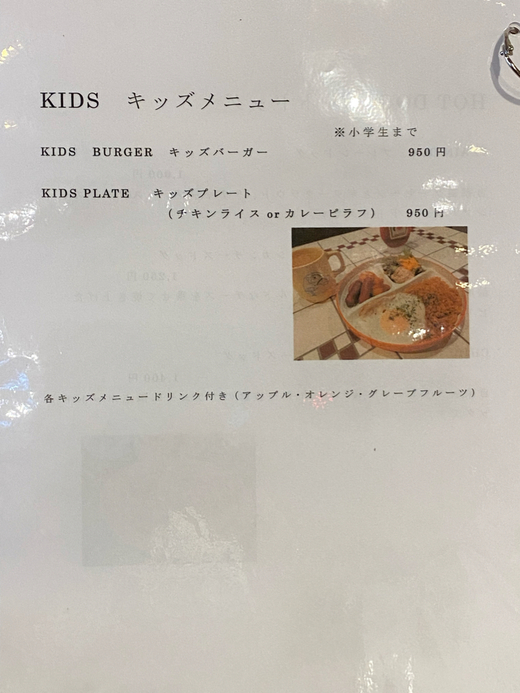 KIDS キッズメニュー
※小学生まで
KIDS BURGER キッズバーガー 950円
KIDS PLATE キッズプレート
（チキンライス or カレーピラフ） 950円
各キッズメニュードリンク付き（アップル・オレンジ・グレープフルーツ）